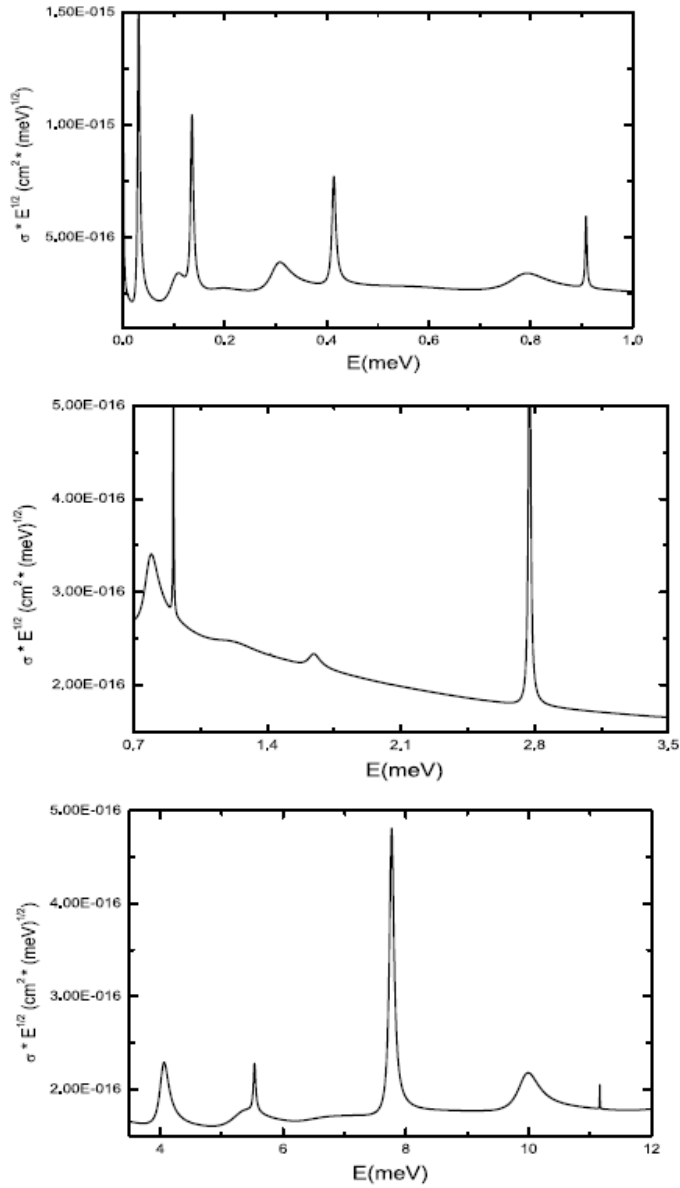 1.50E-015
1.00E-015
5.00E-016
σ * E^1/2 (cm^2* (meV)^1/2)
0.0 0.2 0.4 0.6 0.8 1.0
E(meV)
5.00E-016
4.00E-016
3.00E-016
2.00E-016
σ * E^1/2 (cm^2* (meV)^1/2)
0.7 1.4 2.1 2.8 3.5
E(meV)
5.00E-016
4.00E-016
3.00E-016
2.00E-016
σ * E^1/2 (cm^2* (meV)^1/2)
4 6 8 10 12
E(meV)